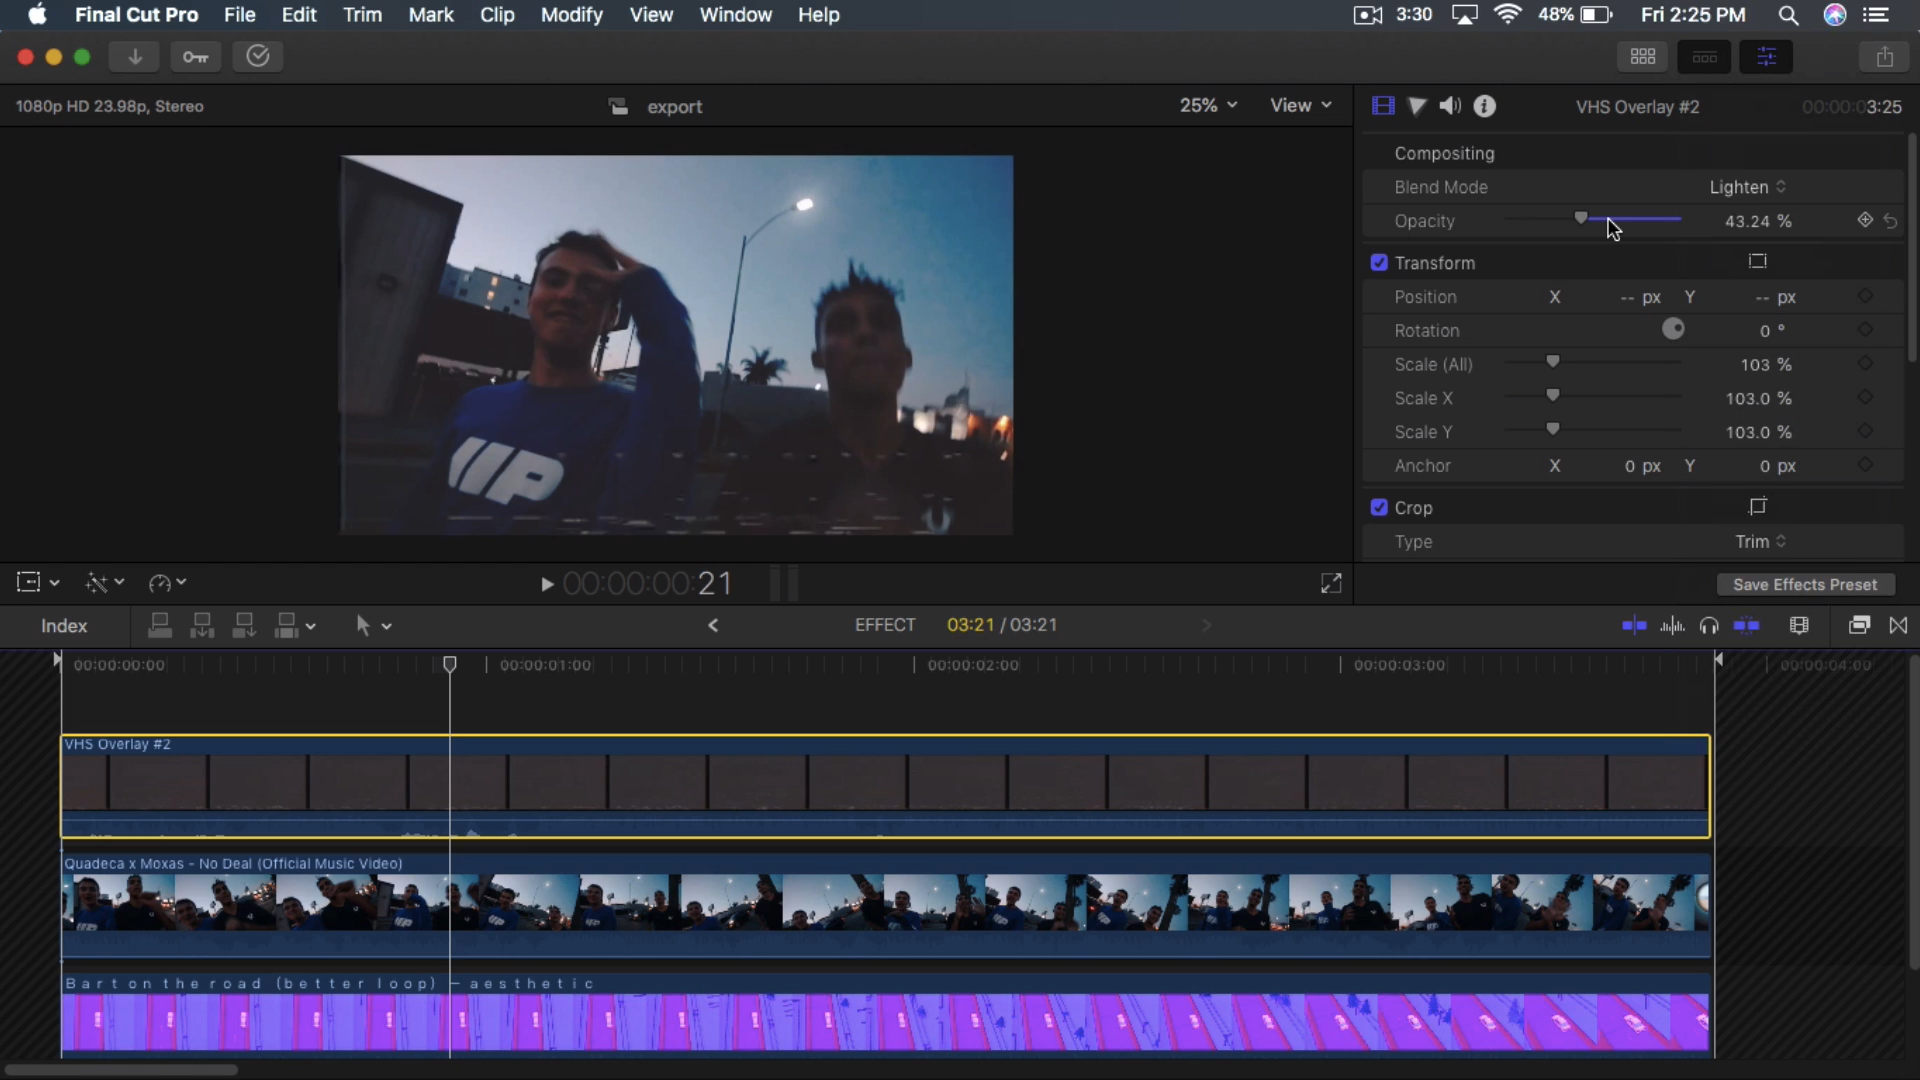 Final Cut Pro File Edit Trim Mark Clip Modify View Window Help 3:30 48% Fri 2:25 PM
1080p HD 23.98p, Stereo export 25% View VHS Overlay #2 00:00:03:25
Compositing
Blend Mode Lighten
Opacity 43.24 %
Transform
Position X -- px Y -- px
Rotation 0 °
Scale (All) 103 %
Scale X 103.0 %
Scale Y 103.0 %
Anchor X 0 px Y 0 px
Crop
Type Trim
00:00:00:21 Save Effects Preset
Index EFFECT 03:21 / 03:21
00:00:00:00 00:00:01:00 00:00:02:00 00:00:03:00 00:00:04:00
VHS Overlay #2
Quadeca x Moxas - No Deal (Official Music Video)
Bart on the road (better loop) – aesthetic